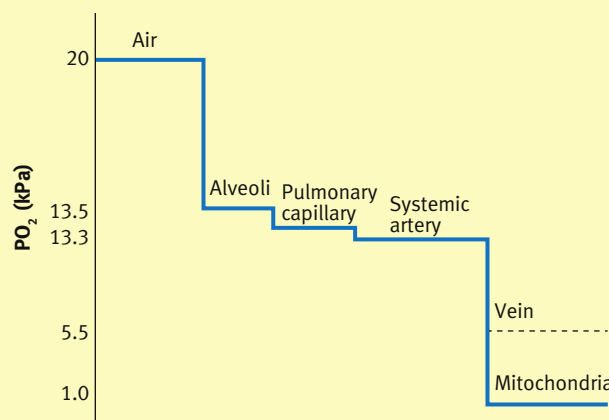 Air
20
PO₂ (kPa)
Alveoli
Pulmonary
capillary
Systemic
artery
13.5
13.3
Vein
5.5
Mitochondria
1.0